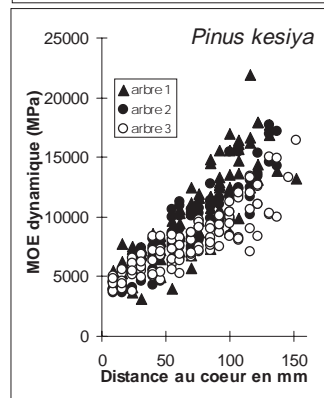 Pinus kesiya
25000
20000
15000
10000
5000
0
MOE dynamique (MPa)
arbre 1
arbre 2
arbre 3
0 50 100 150
Distance au coeur en mm